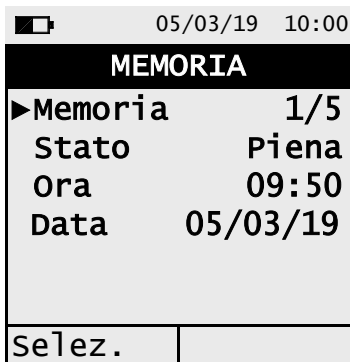 05/03/19 10:00
MEMORIA
►Memoria 1/5
Stato Piena
Ora 09:50
Data 05/03/19
Selez.